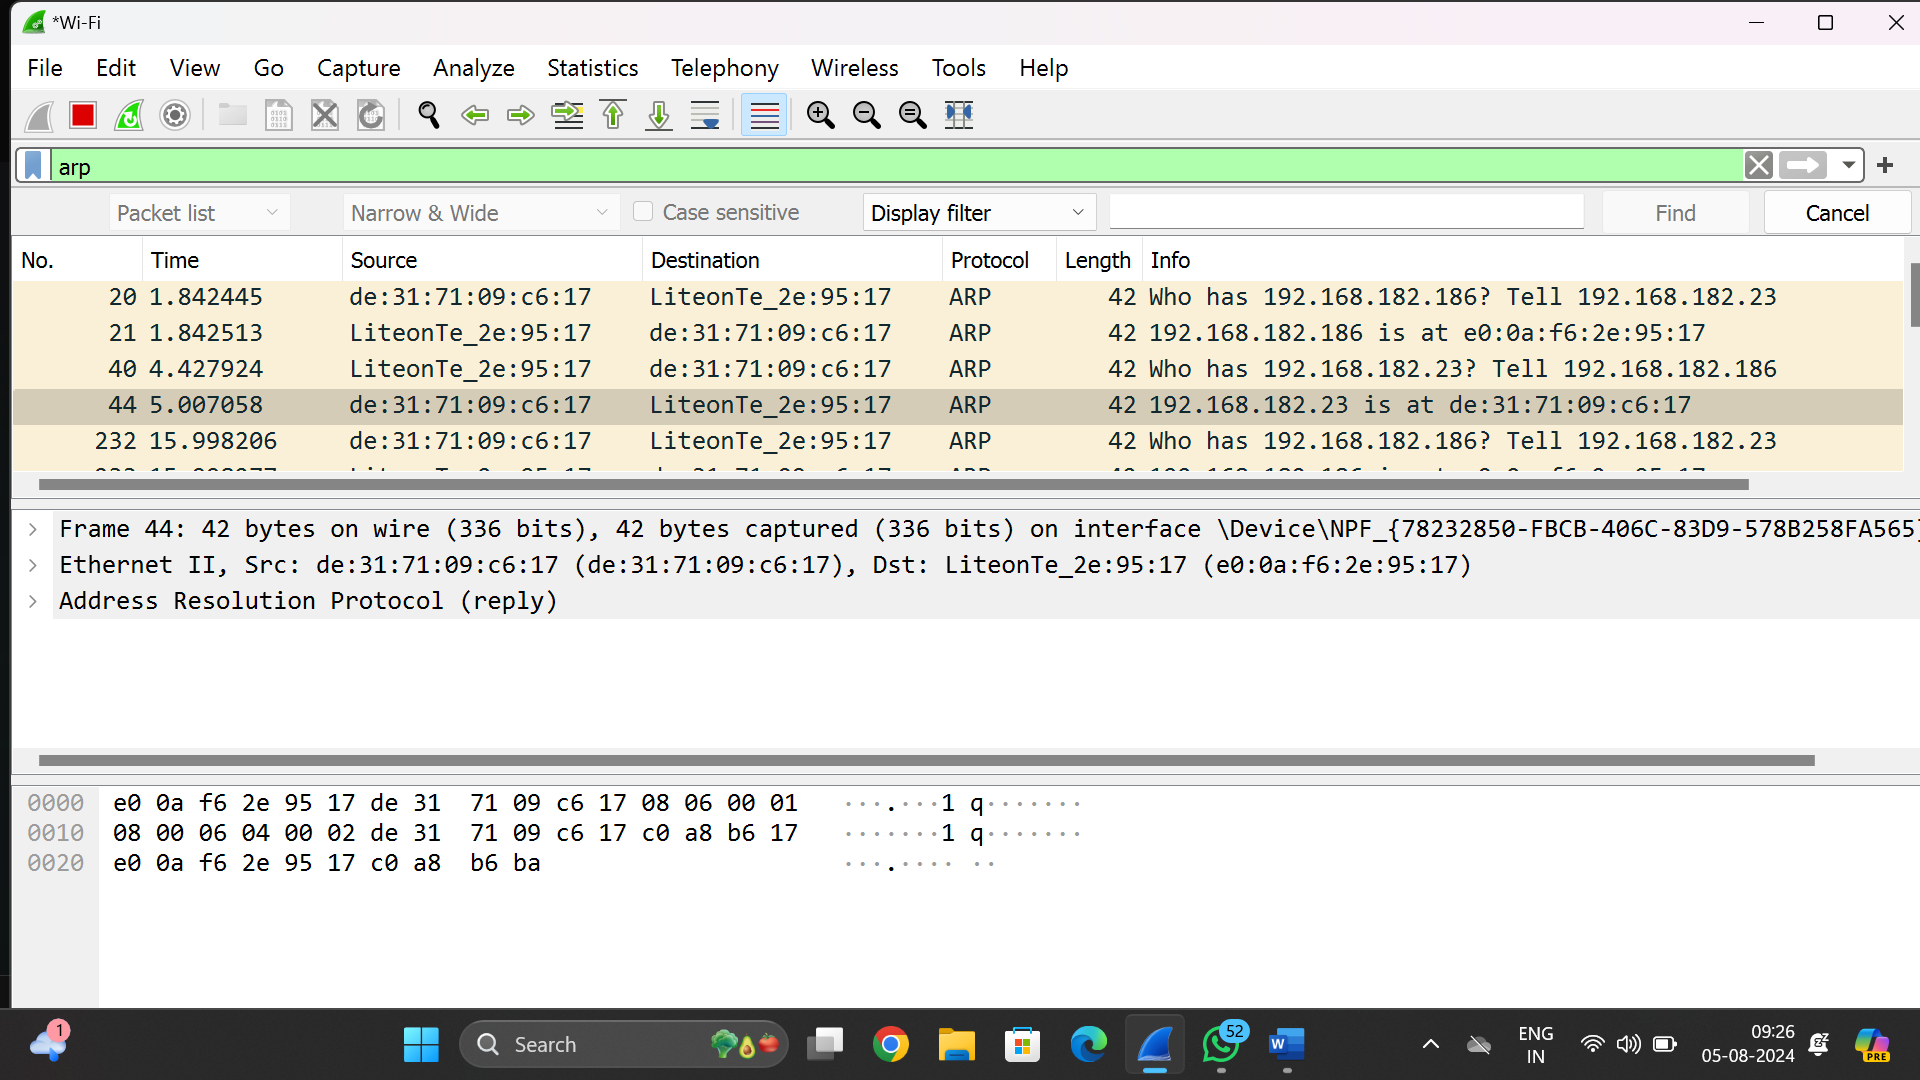 *Wi-Fi
File Edit View Go Capture Analyze Statistics Telephony Wireless Tools Help
arp
Packet list Narrow & Wide Case sensitive Display filter Find Cancel
No. Time Source Destination Protocol Length Info
20 1.842445 de:31:71:09:c6:17 LiteonTe_2e:95:17 ARP 42 Who has 192.168.182.186? Tell 192.168.182.23
21 1.842513 LiteonTe_2e:95:17 de:31:71:09:c6:17 ARP 42 192.168.182.186 is at e0:0a:f6:2e:95:17
40 4.427924 LiteonTe_2e:95:17 de:31:71:09:c6:17 ARP 42 Who has 192.168.182.23? Tell 192.168.182.186
44 5.007058 de:31:71:09:c6:17 LiteonTe_2e:95:17 ARP 42 192.168.182.23 is at de:31:71:09:c6:17
232 15.998206 de:31:71:09:c6:17 LiteonTe_2e:95:17 ARP 42 Who has 192.168.182.186? Tell 192.168.182.23
Frame 44: 42 bytes on wire (336 bits), 42 bytes captured (336 bits) on interface \Device\NPF_{78232850-FBCB-406C-83D9-578B258FA565}
Ethernet II, Src: de:31:71:09:c6:17 (de:31:71:09:c6:17), Dst: LiteonTe_2e:95:17 (e0:0a:f6:2e:95:17)
Address Resolution Protocol (reply)
0000 e0 0a f6 2e 95 17 de 31 71 09 c6 17 08 06 00 01 ···.···1 q·······
0010 08 00 06 04 00 02 de 31 71 09 c6 17 c0 a8 b6 17 ·······1 q·······
0020 e0 0a f6 2e 95 17 c0 a8 b6 ba ···.···· ··
1 Search 52 W ENG 09:26
IN 05-08-2024 PRE